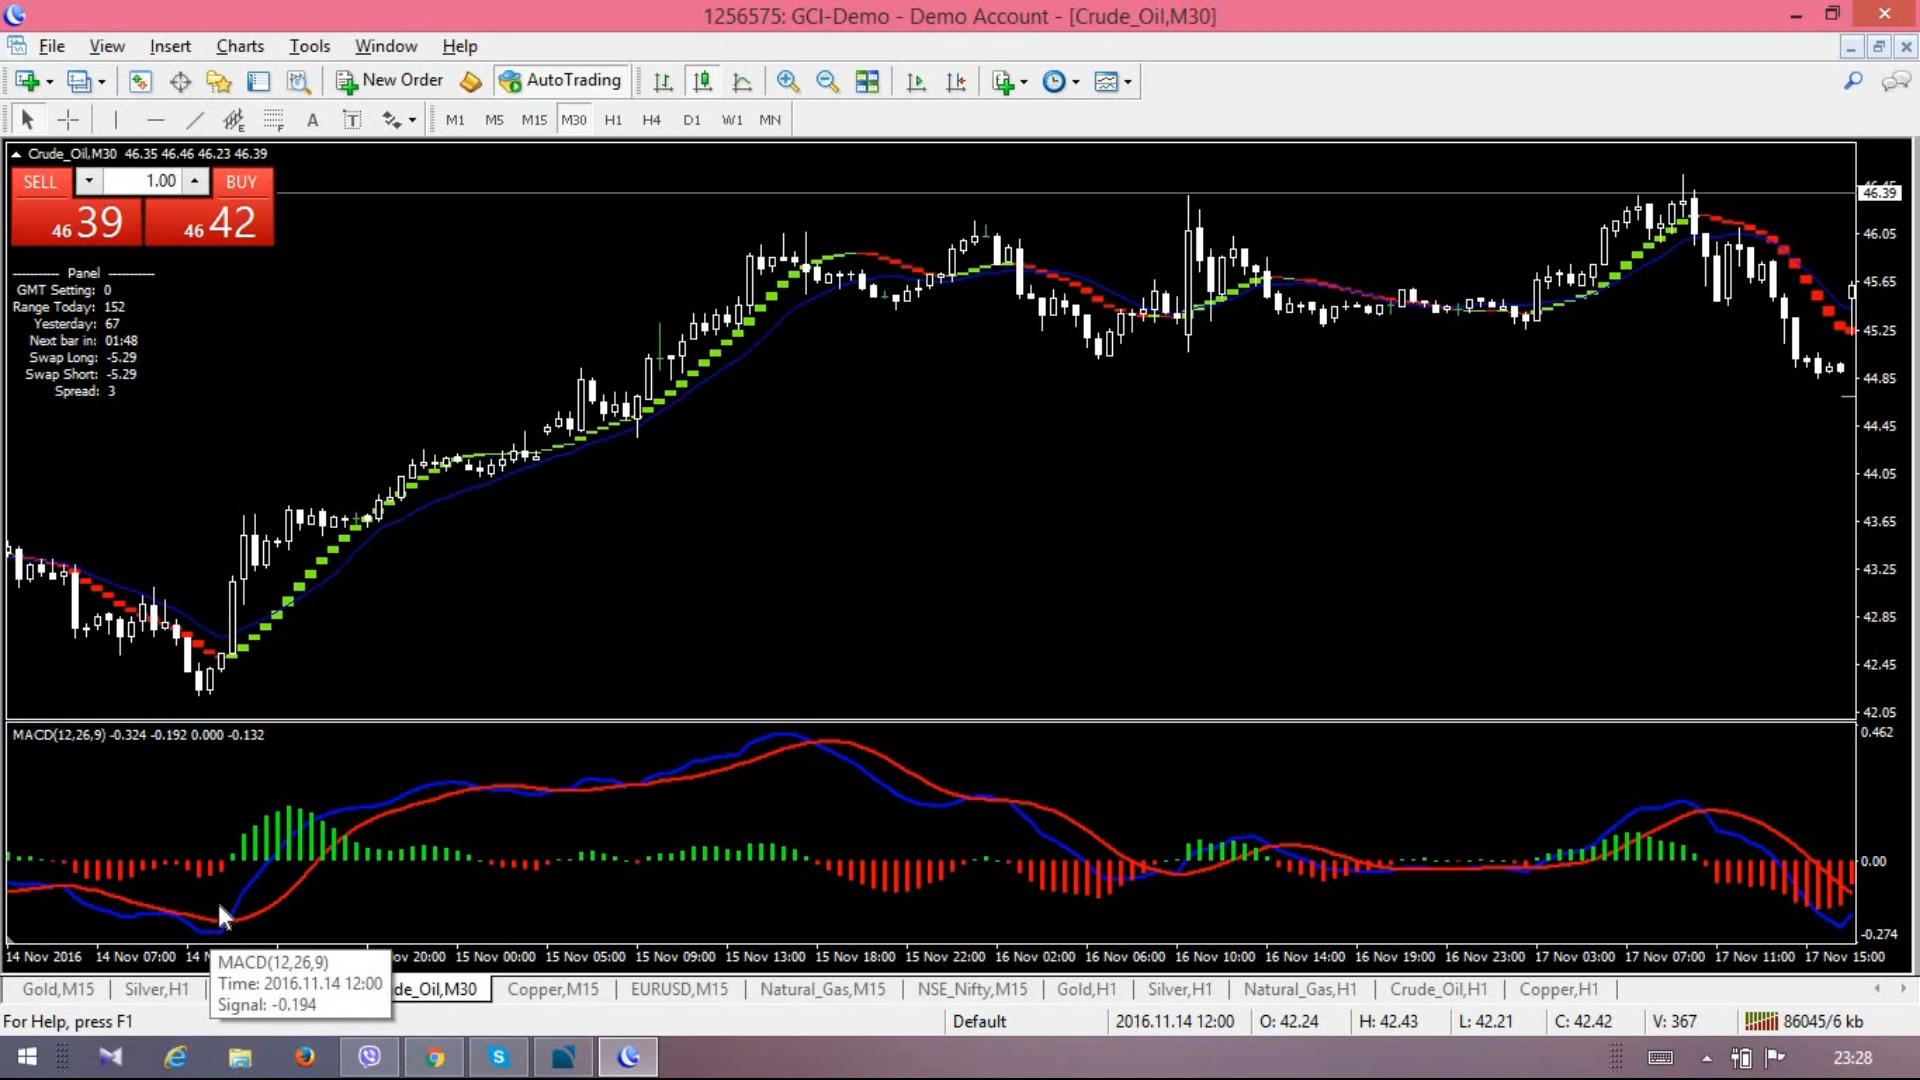 1256575: GCI-Demo - Demo Account - [Crude_Oil,M30]
File View Insert Charts Tools Window Help
New Order AutoTrading
E F A T M1 M5 M15 M30 H1 H4 D1 W1 MN
Crude_Oil,M30 46.35 46.46 46.23 46.39
SELL 1.00 BUY
46 39 46 42
----------- Panel -----------
GMT Setting: 0
Range Today: 152
Yesterday: 67
Next bar in: 01:48
Swap Long: -5.29
Swap Short: -5.29
Spread: 3
46.39
46.05
45.65
45.25
44.85
44.45
44.05
43.65
43.25
42.85
42.45
42.05
MACD(12,26,9) -0.324 -0.192 0.000 -0.132
0.462
0.00
-0.274
14 Nov 2016 14 Nov 07:00 14 N ov 20:00 15 Nov 00:00 15 Nov 05:00 15 Nov 09:00 15 Nov 13:00 15 Nov 18:00 15 Nov 22:00 16 Nov 02:00 16 Nov 06:00 16 Nov 10:00 16 Nov 14:00 16 Nov 19:00 16 Nov 23:00 17 Nov 03:00 17 Nov 07:00 17 Nov 11:00 17 Nov 15:00
MACD(12,26,9)
Time: 2016.11.14 12:00
Signal: -0.194
Gold,M15 Silver,H1 de_Oil,M30 Copper,M15 EURUSD,M15 Natural_Gas,M15 NSE_Nifty,M15 Gold,H1 Silver,H1 Natural_Gas,H1 Crude_Oil,H1 Copper,H1
For Help, press F1 Default 2016.11.14 12:00 O: 42.24 H: 42.43 L: 42.21 C: 42.42 V: 367 86045/6 kb
23:28